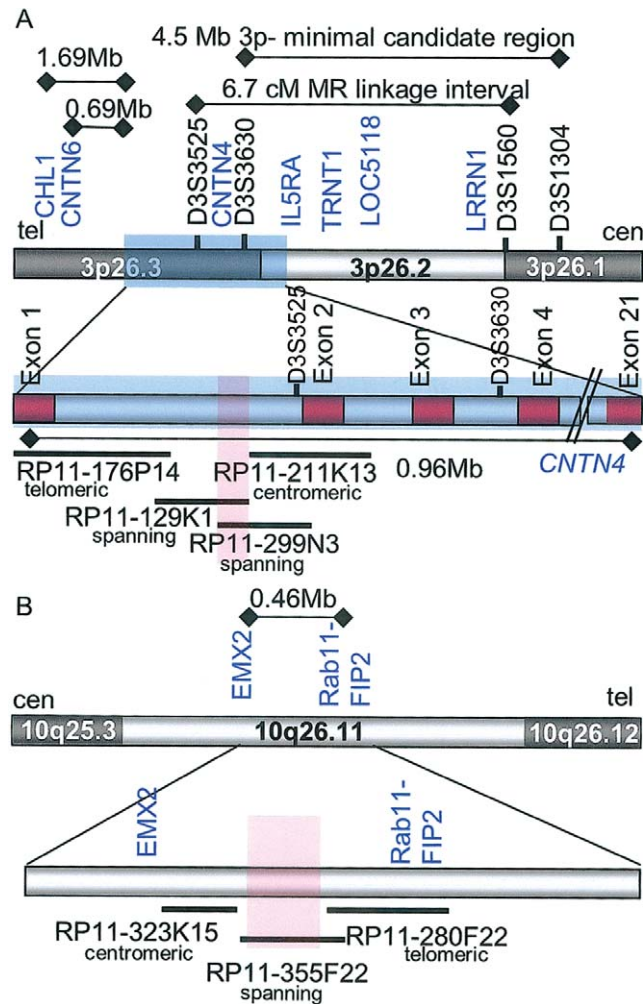 A
4.5 Mb 3p- minimal candidate region
1.69Mb
6.7 cM MR linkage interval
0.69Mb
CHL1
CNTN6
D3S3525
CNTN4
D3S3630
IL5RA
TRNT1
LOC5118
LRRN1
D3S1560
D3S1304
tel
cen
3p26.3
3p26.2
3p26.1
Exon 1
D3S3525
Exon 2
Exon 3
D3S3630
Exon 4
Exon 21
RP11-176P14
telomeric
RP11-211K13
centromeric
0.96Mb
CNTN4
RP11-129K1
spanning
RP11-299N3
spanning
B
0.46Mb
EMX2
Rab11-
FIP2
cen
tel
10q25.3
10q26.11
10q26.12
EMX2
Rab11-
FIP2
RP11-323K15
centromeric
RP11-280F22
telomeric
RP11-355F22
spanning